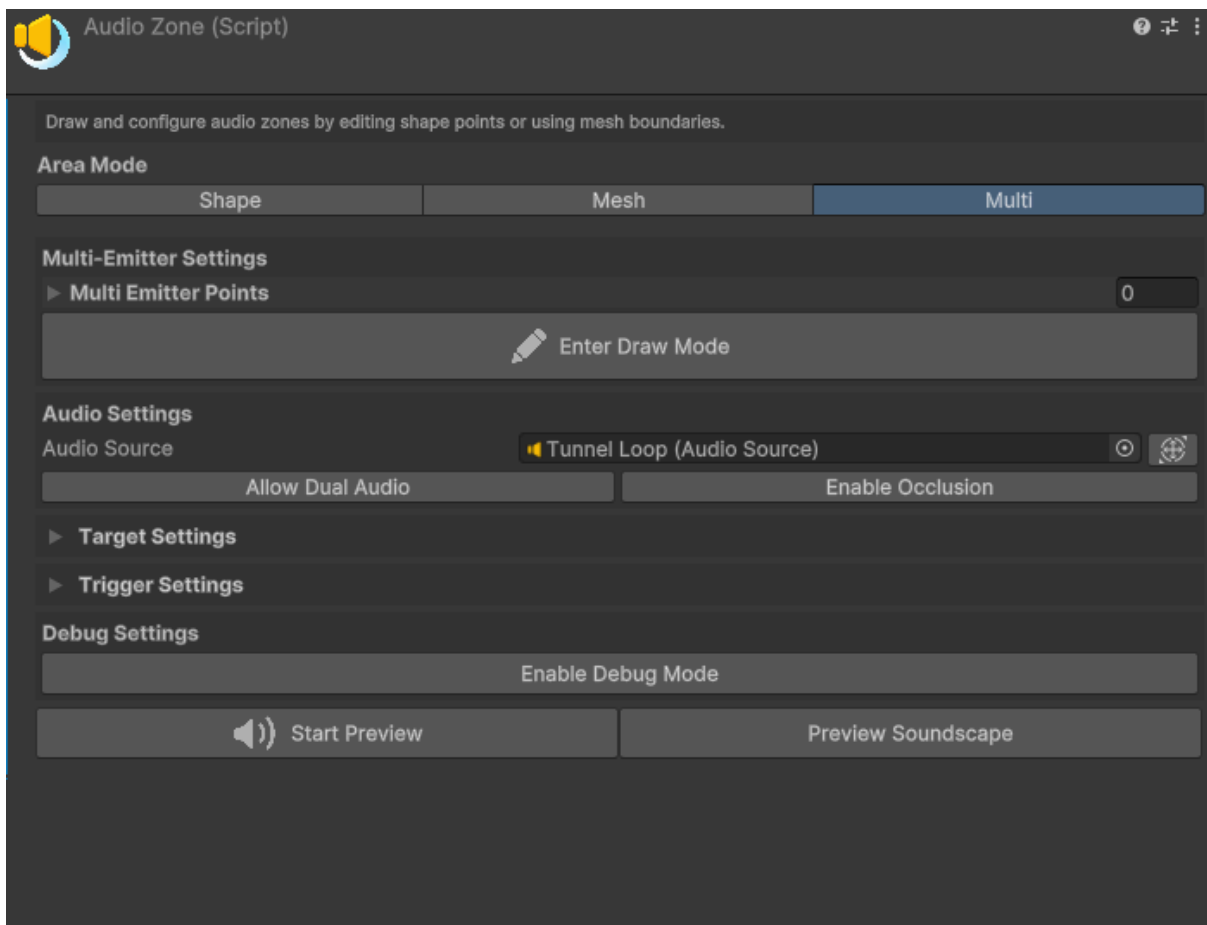 Audio Zone (Script)
Draw and configure audio zones by editing shape points or using mesh boundaries.
Area Mode
Shape Mesh Multi
Multi-Emitter Settings
Multi Emitter Points 0
Enter Draw Mode
Audio Settings
Audio Source Tunnel Loop (Audio Source)
Allow Dual Audio Enable Occlusion
Target Settings
Trigger Settings
Debug Settings
Enable Debug Mode
Start Preview Preview Soundscape